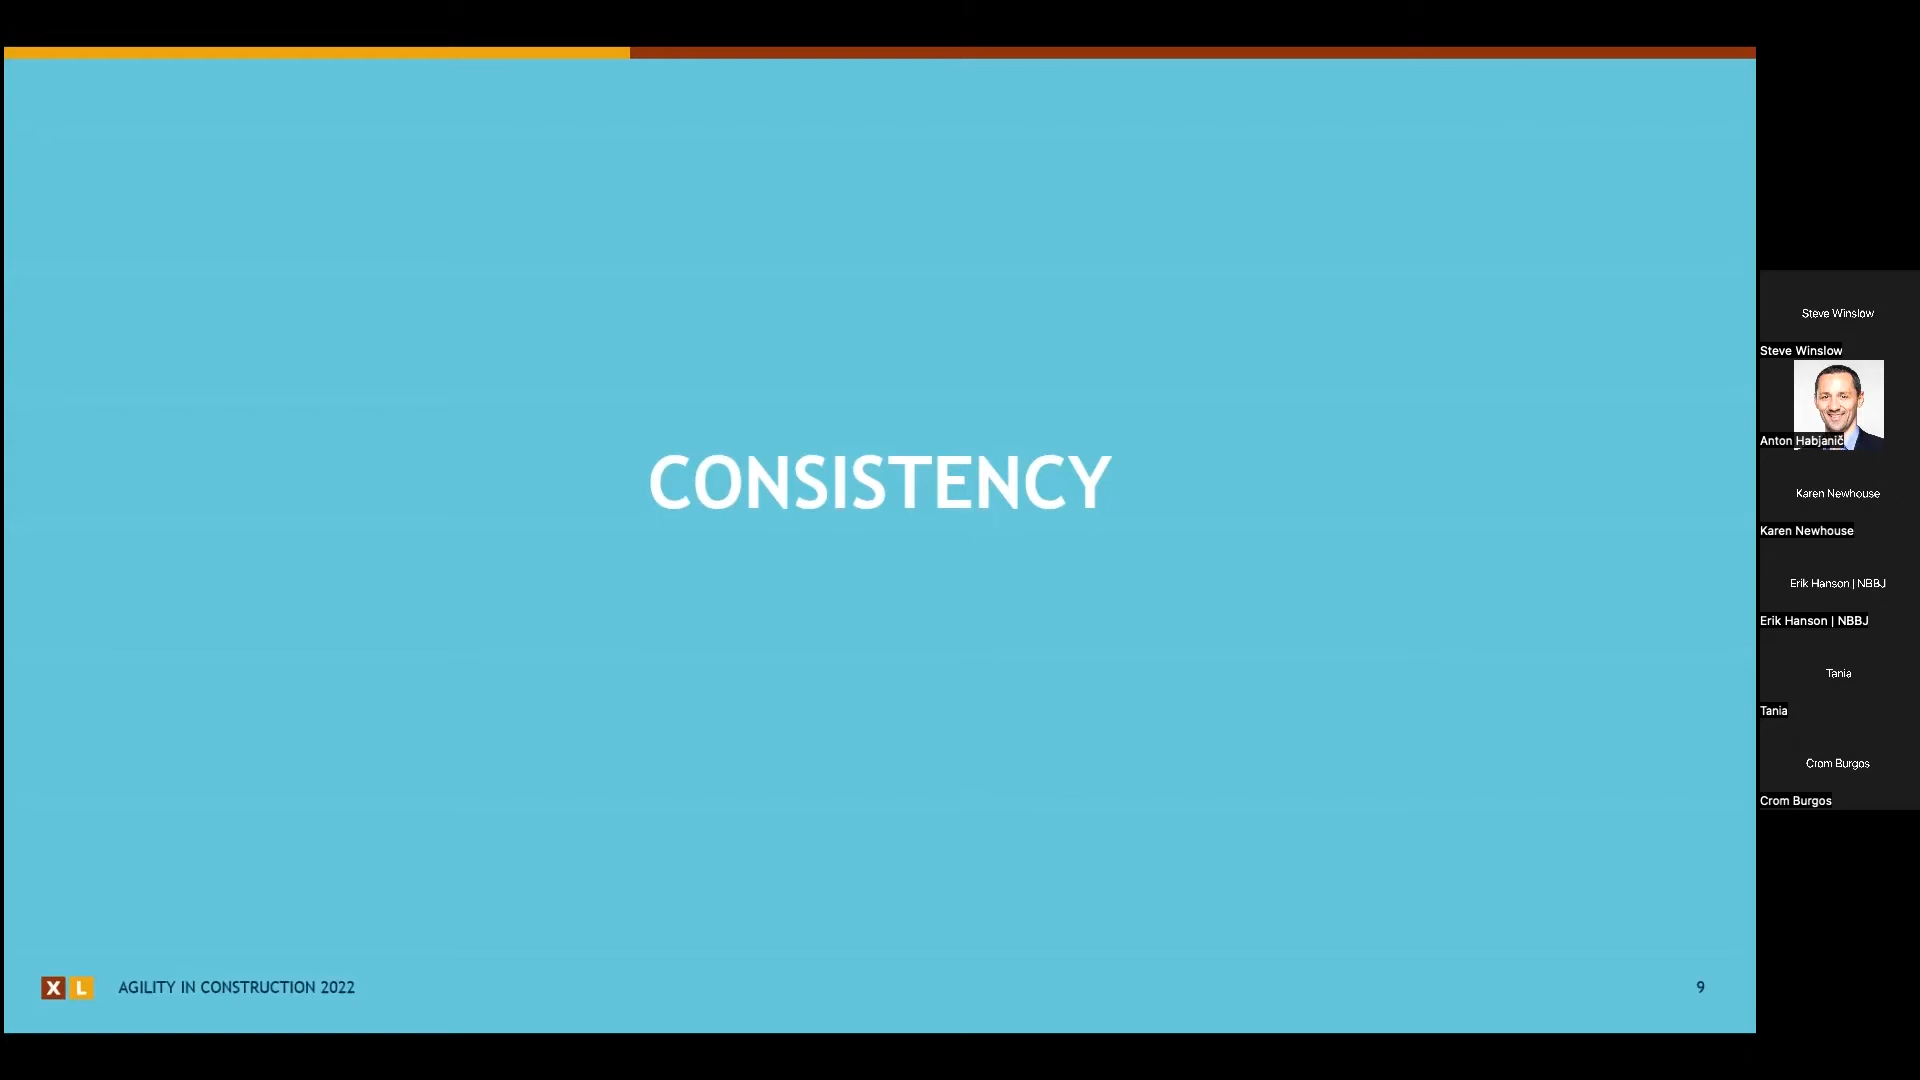 CONSISTENCY
X L AGILITY IN CONSTRUCTION 2022
9
Steve Winslow
Steve Winslow
Anton Habjanič
Karen Newhouse
Karen Newhouse
Erik Hanson | NBBJ
Erik Hanson | NBBJ
Tania
Tania
Crom Burgos
Crom Burgos